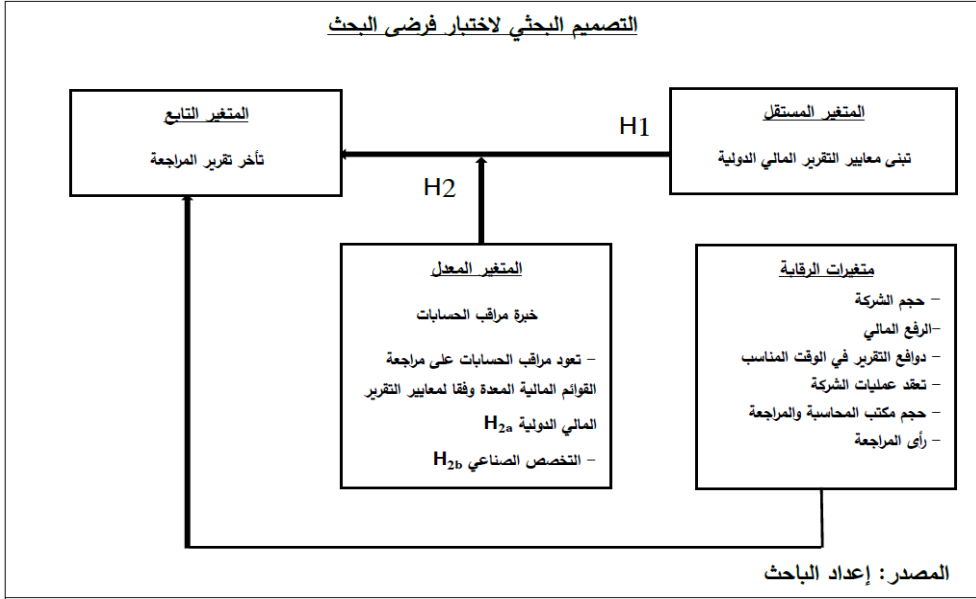 التصميم البحثي لاختبار فرضى البحث
المتغير المستقل
تبنى معايير التقرير المالي الدولية
H1
المتغير التابع
تأخر تقرير المراجعة
H2
متغيرات الرقابة
- حجم الشركة
-الرفع المالي
- دوافع التقرير في الوقت المناسب
- تعقد عمليات الشركة
- حجم مكتب المحاسبة والمراجعة
- رأى المراجعة
المتغير المعدل
خبرة مراقب الحسابات
- تعود مراقب الحسابات على مراجعة
القوائم المالية المعدة وفقا لمعايير التقرير
المالي الدولية H2a
- التخصص الصناعي H2b
المصدر: إعداد الباحث